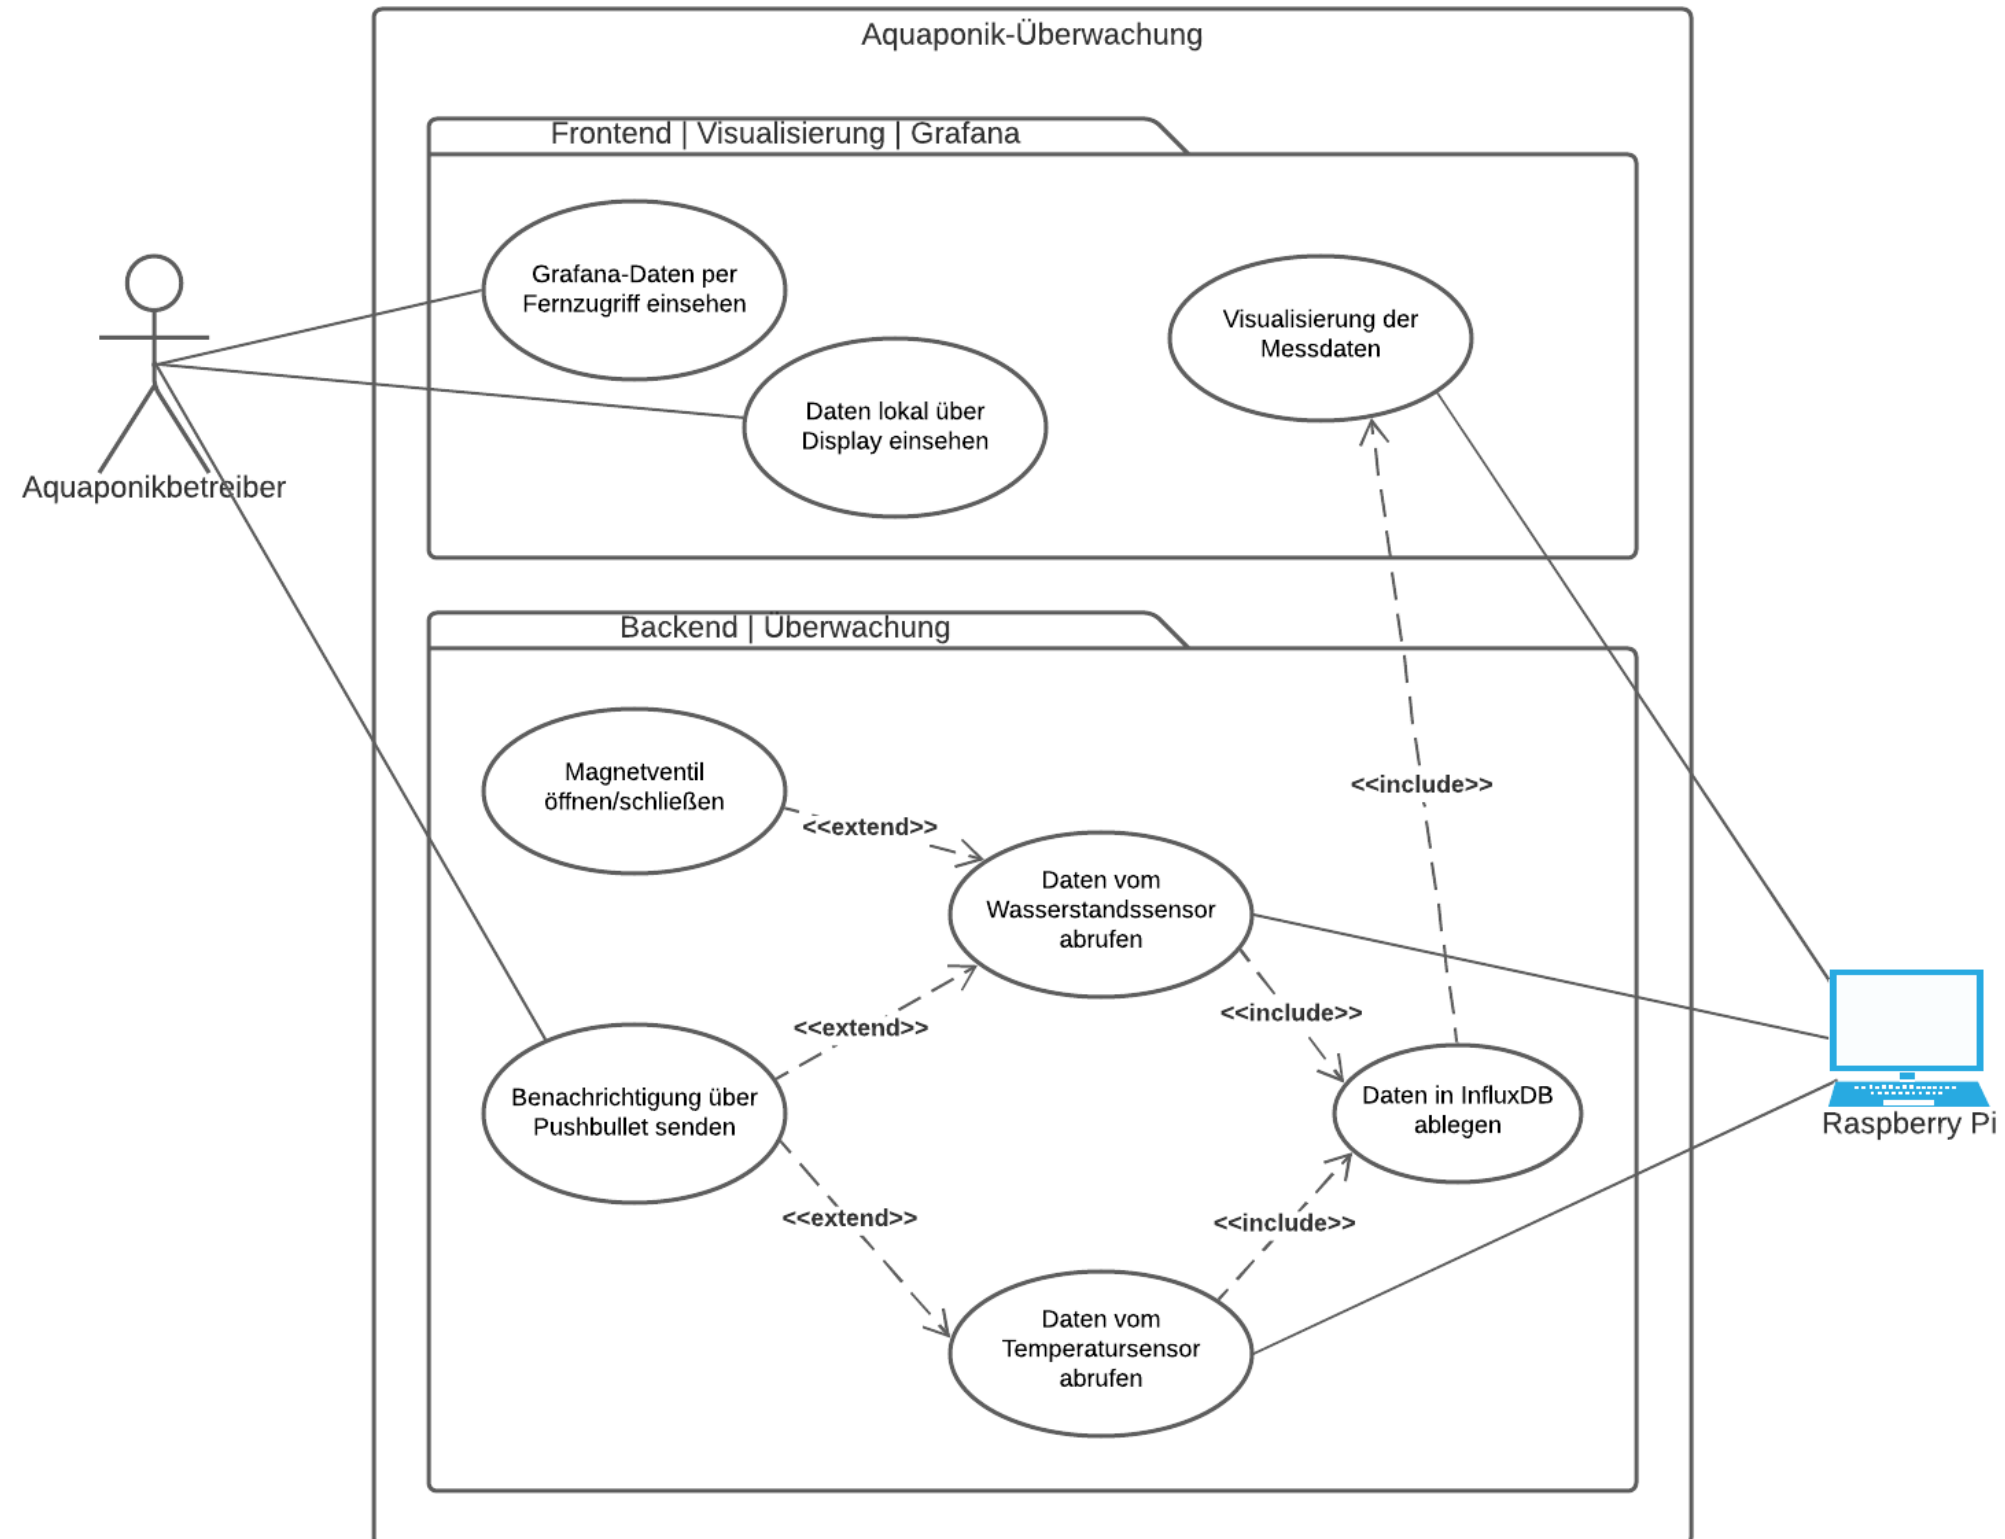 Aquaponik-Überwachung
Frontend | Visualisierung | Grafana
Grafana-Daten per
Fernzugriff einsehen
Visualisierung der
Messdaten
Daten lokal über
Display einsehen
Aquaponikbetreiber
Backend | Überwachung
Magnetventil
öffnen/schließen
<<include>>
<<extend>>
Daten vom
Wasserstandssensor
abrufen
<<extend>>
<<include>>
Benachrichtigung über
Pushbullet senden
Daten in InfluxDB
ablegen
Raspberry Pi
<<extend>>
<<include>>
Daten vom
Temperatursensor
abrufen